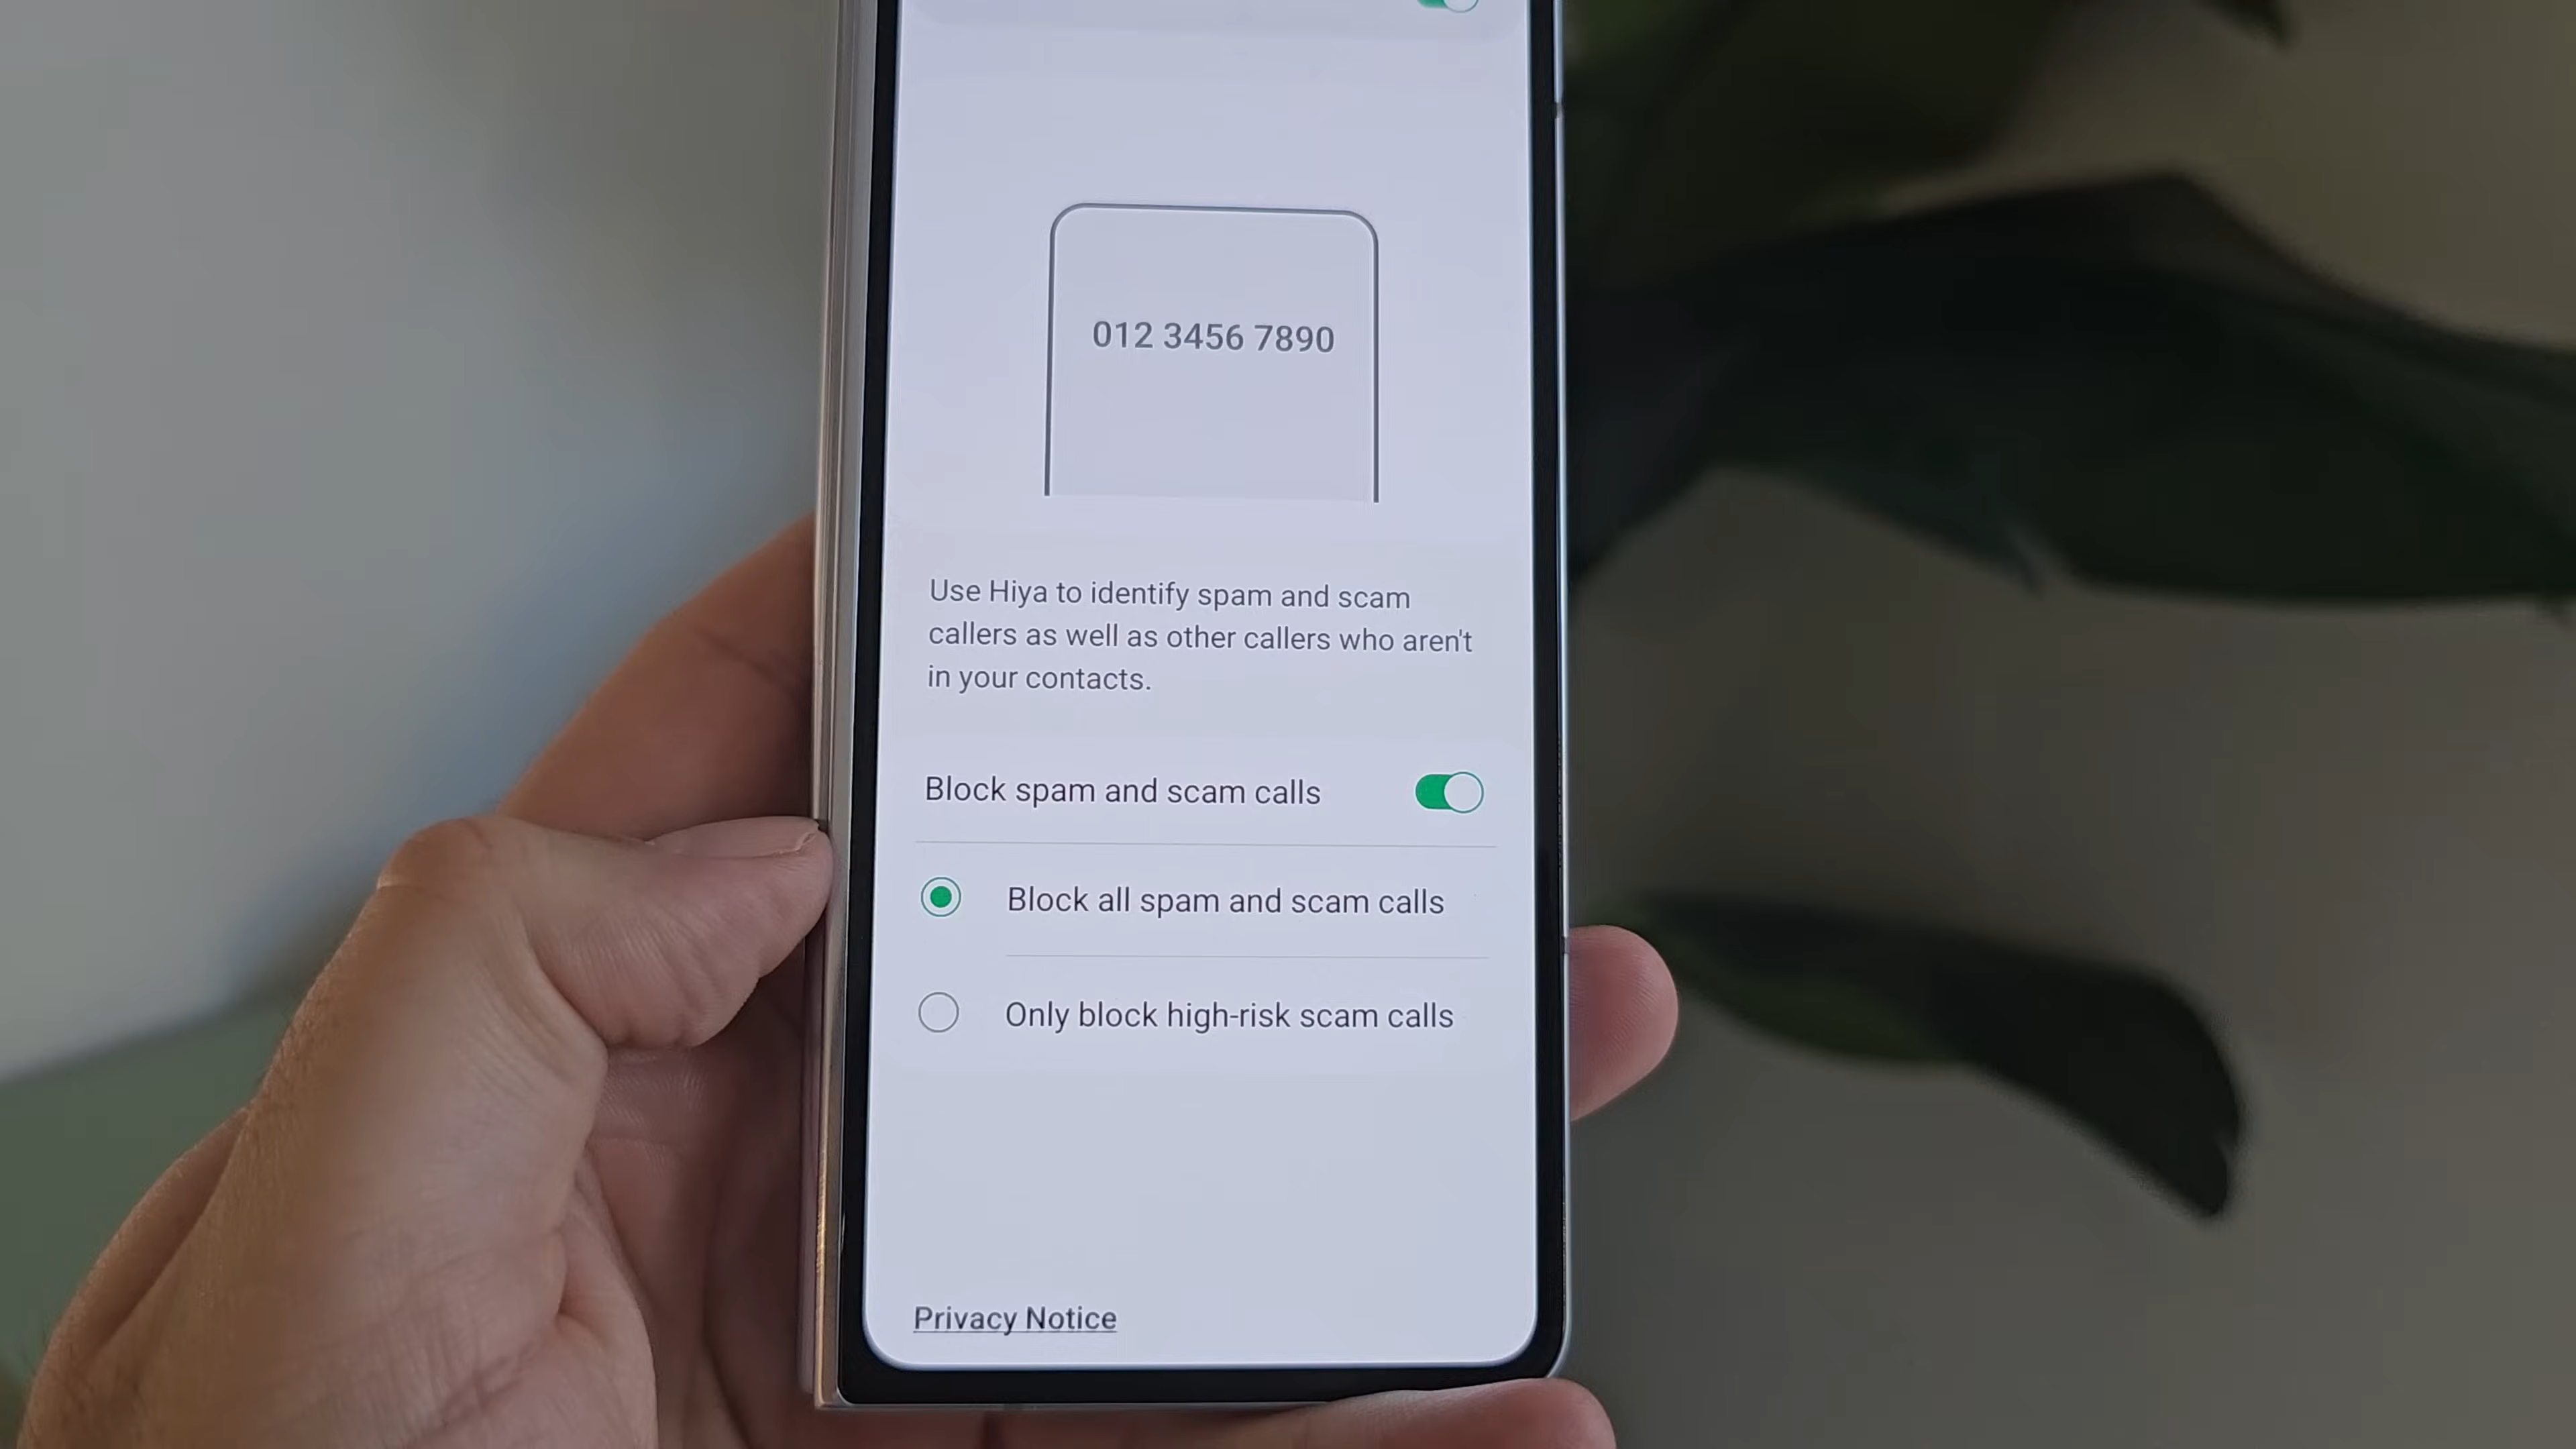 012 3456 7890
Use Hiya to identify spam and scam
callers as well as other callers who aren't
in your contacts.
Block spam and scam calls
Block all spam and scam calls
Only block high-risk scam calls
Privacy Notice